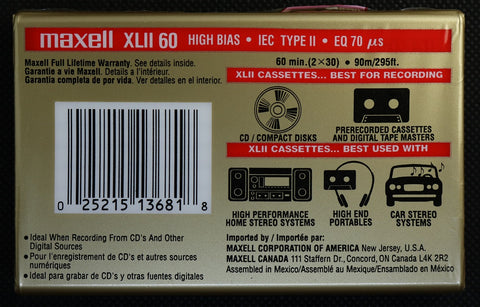 maxell XLII 60 HIGH BIAS • IEC TYPE II • EQ 70 µs
Maxell Full Lifetime Warranty. See details inside.
Garantie a vie Maxell. Détails a l'intérieur.
Garantía completa de por vida. Ver detalles en el interior.
60 min.(2×30) • 90m/295ft.
XLII CASSETTES... BEST FOR RECORDING
CD / COMPACT DISKS
PRERECORDED CASSETTES
AND DIGITAL TAPE MASTERS
XLII CASSETTES... BEST USED WITH
HIGH PERFORMANCE
HOME STEREO SYSTEMS
HIGH END
PORTABLES
CAR STEREO
SYSTEMS
0 25215 13681 8
• Ideal When Recording From CD's And Other
Digital Sources
• Pour l'enregistrement de CD's et autres sources
numériques
• Ideal para grabar de CD's y otras fuentes digitales
Imported by / Importée par:
MAXELL CORPORATION OF AMERICA New Jersey, U.S.A.
MAXELL CANADA 111 Staffern Dr., Concord, ON Canada L4K 2R2
Assembled in Mexico/Assemblé en Mexique/Ensamblado en México